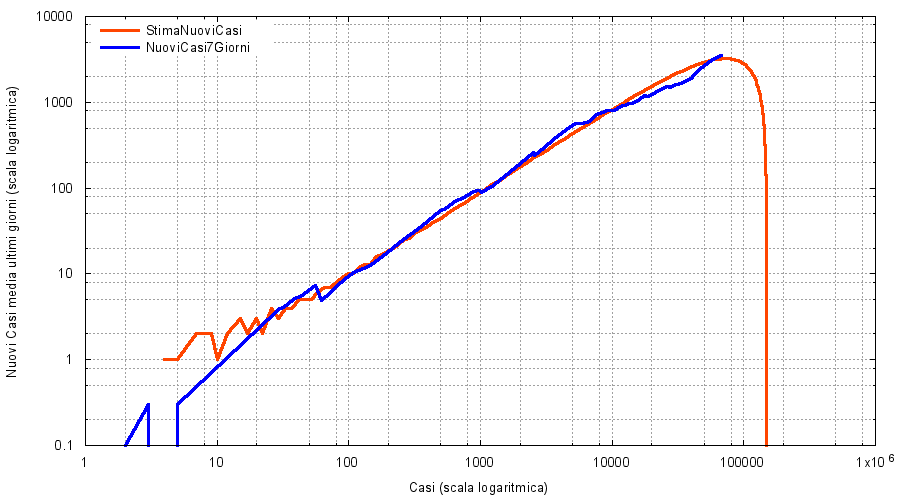 10000
StimaNuoviCasi
NuoviCasi7Giorni
1000
100
10
1
0.1
Nuovi Casi media ultimi giorni (scala logaritmica)
1 10 100 1000 10000 100000 1x10 6
Casi (scala logaritmica)